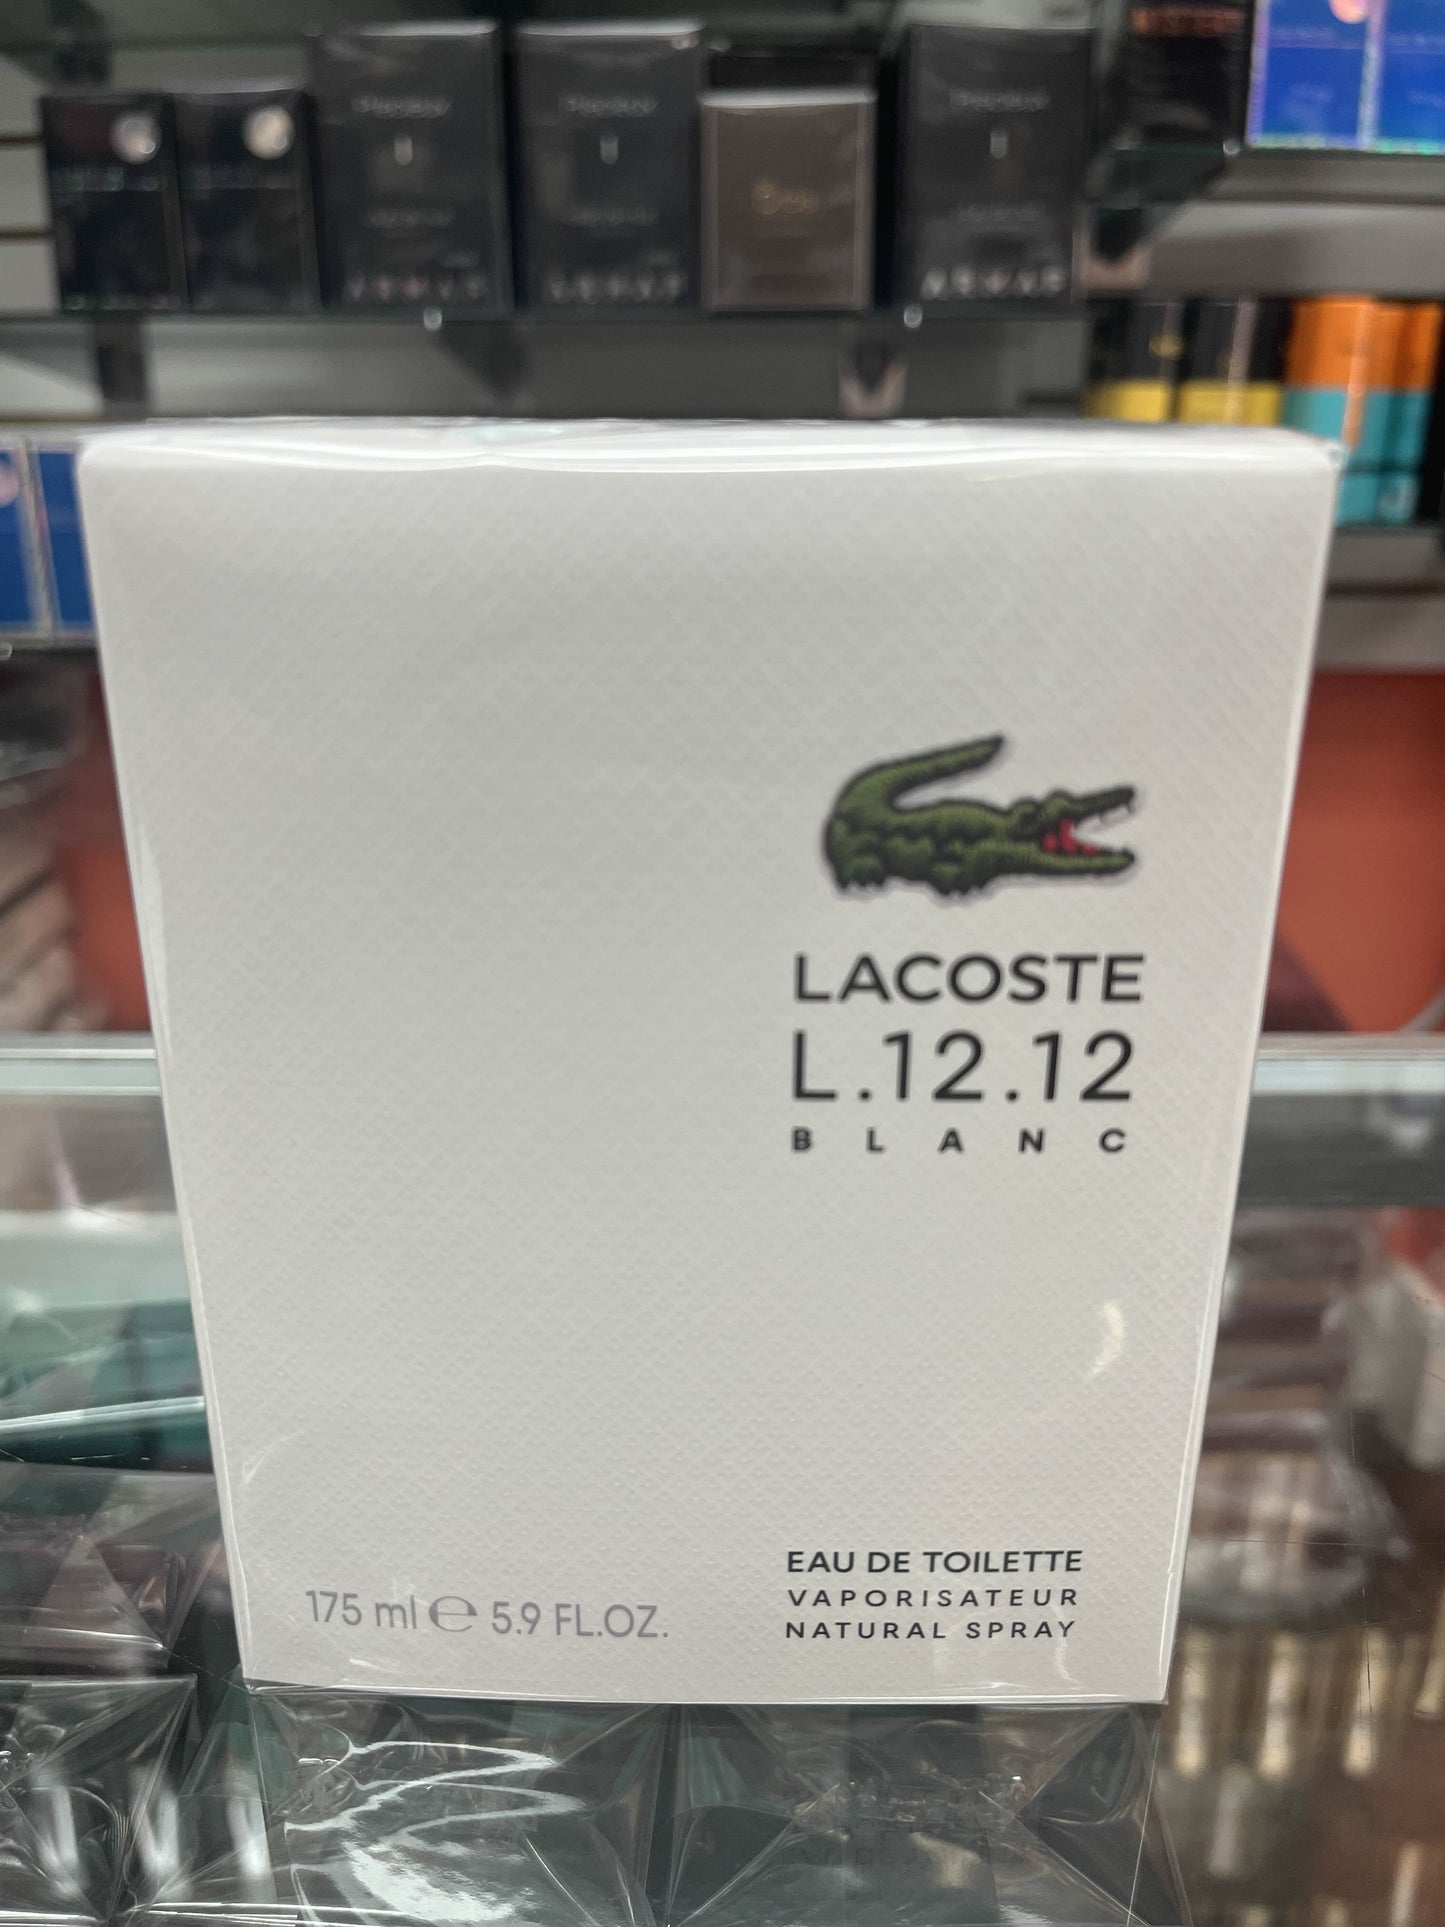 LACOSTE
L.12.12
BLANC
EAU DE TOILETTE
VAPORISATEUR
NATURAL SPRAY
175 ml ℮ 5.9 FL.OZ.